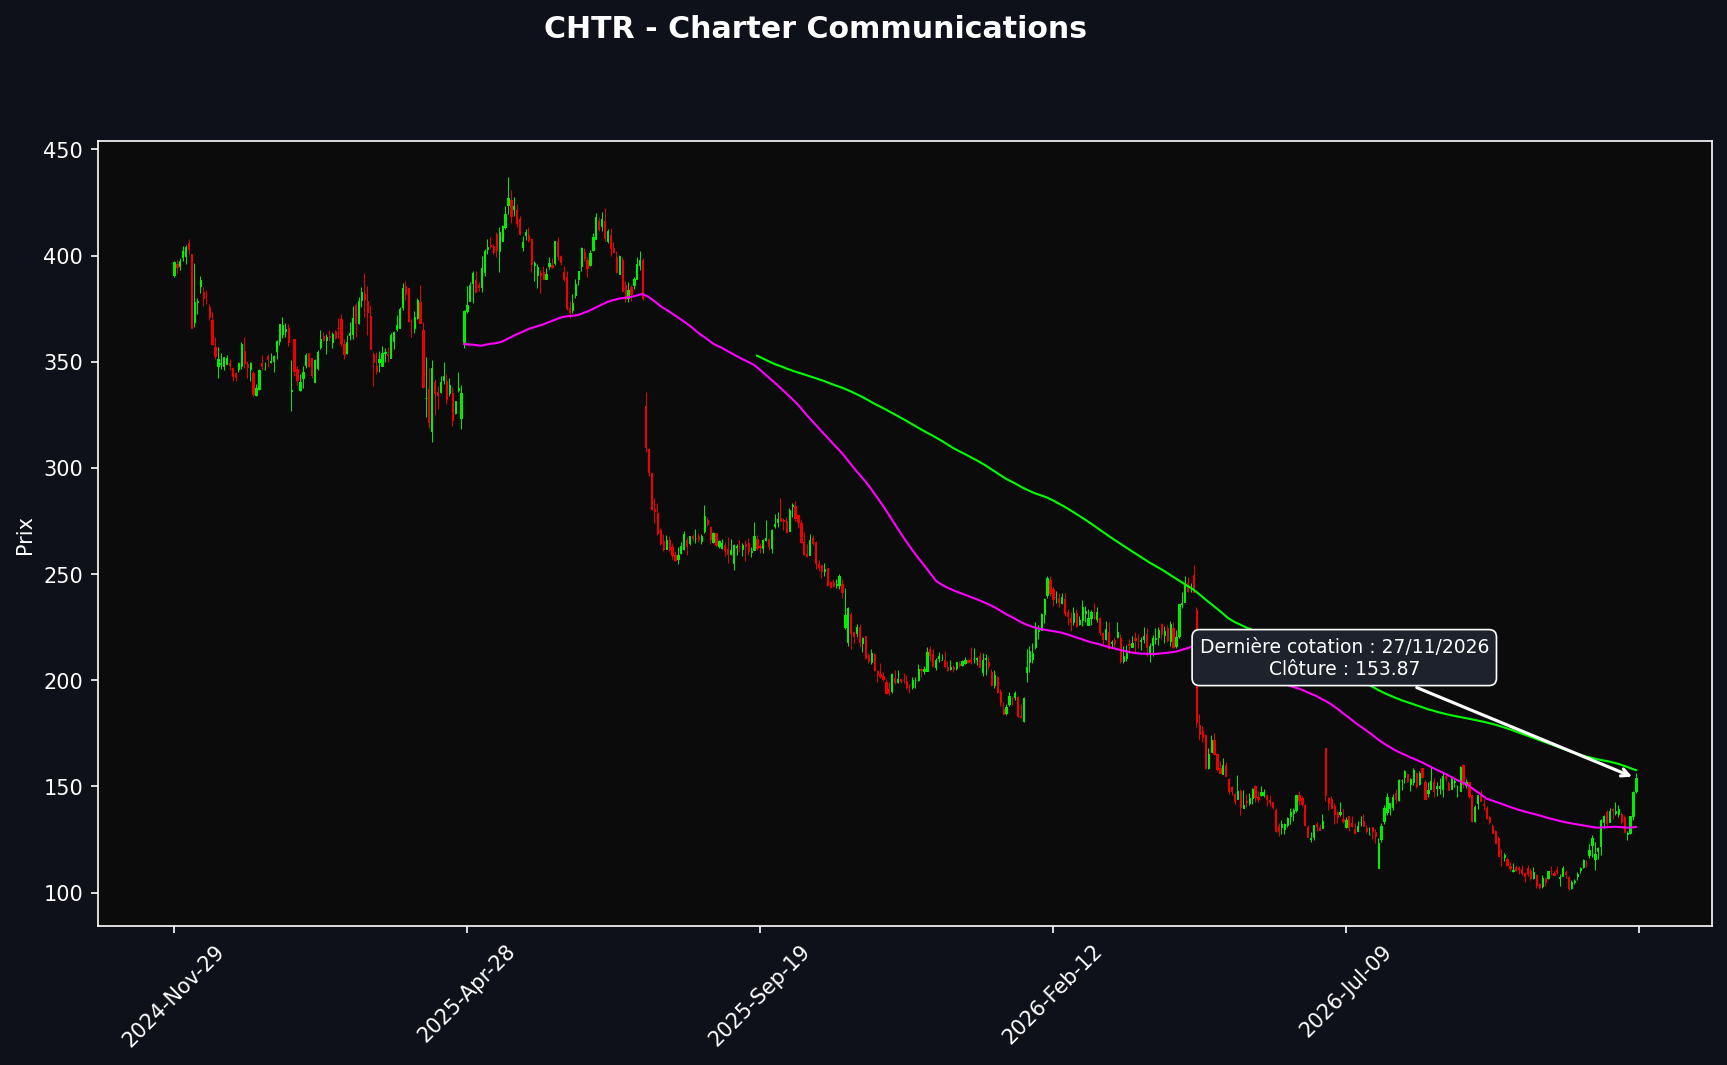 CHTR - Charter Communications
450
400
350
300
250
200
150
100
Prix
Dernière cotation : 27/11/2026
Clôture : 153.87
2024-Nov-29
2025-Apr-28
2025-Sep-19
2026-Feb-12
2026-Jul-09